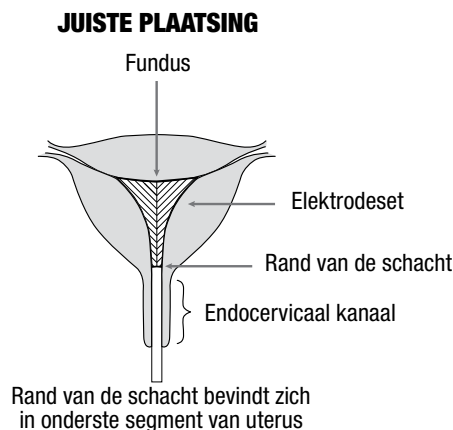 JUISTE PLAATSING
Fundus
Elektrodeset
Rand van de schacht
Endocervicaal kanaal
Rand van de schacht bevindt zich
in onderste segment van uterus